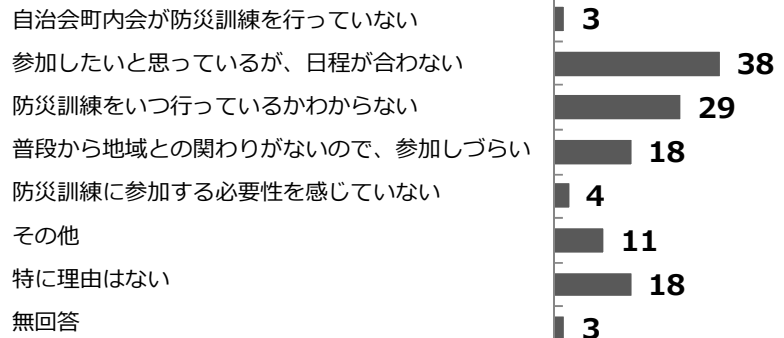 自治会町内会が防災訓練を行っていない 3
参加したいと思っているが、日程が合わない 38
防災訓練をいつ行っているかわからない 29
普段から地域との関わりがないので、参加しづらい 18
防災訓練に参加する必要性を感じていない 4
その他 11
特に理由はない 18
無回答 3